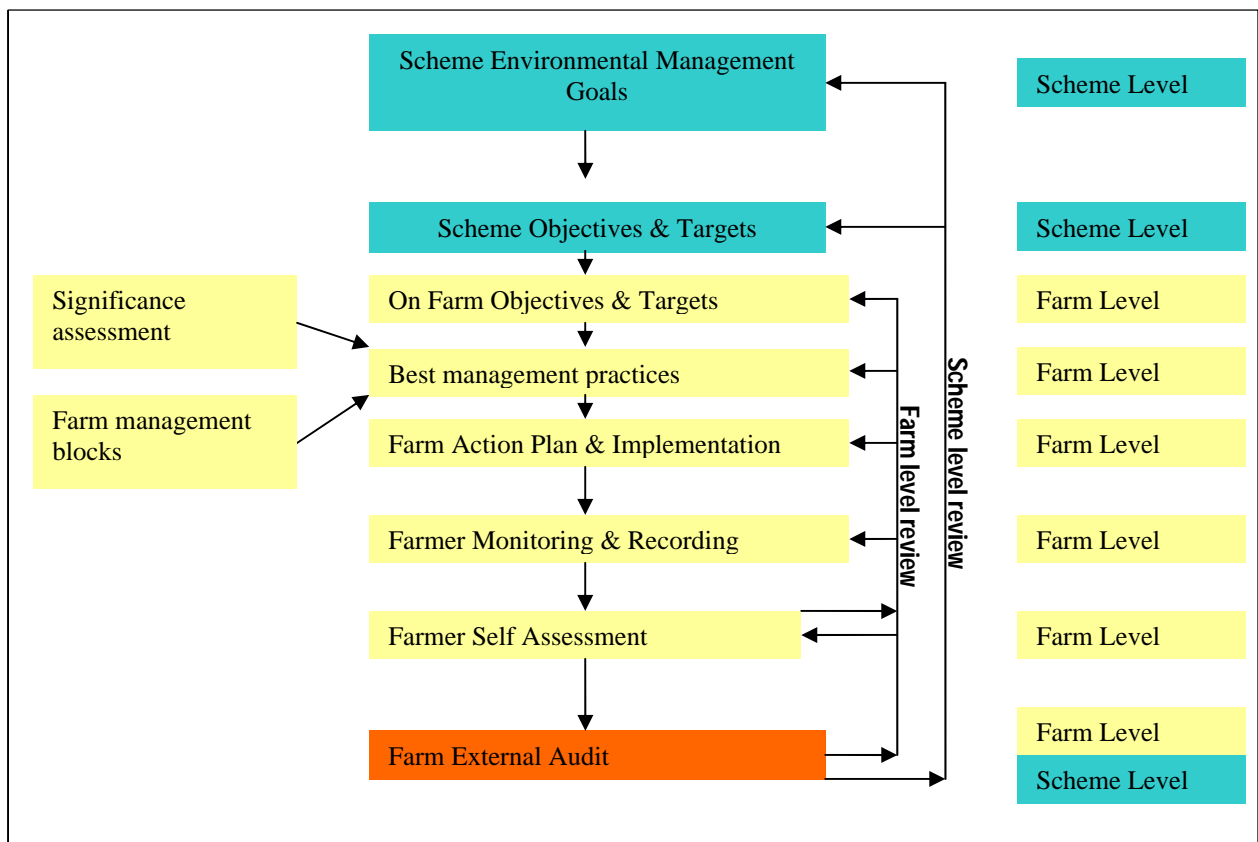 Scheme Environmental Management
Goals
Scheme Level
Scheme Objectives & Targets
Scheme Level
Significance
assessment
On Farm Objectives & Targets
Farm Level
Best management practices
Farm Level
Farm management
blocks
Farm Action Plan & Implementation
Farm Level
Farmer Monitoring & Recording
Farm Level
Farmer Self Assessment
Farm Level
Farm External Audit
Farm Level
Scheme Level
Farm level review
Scheme level review